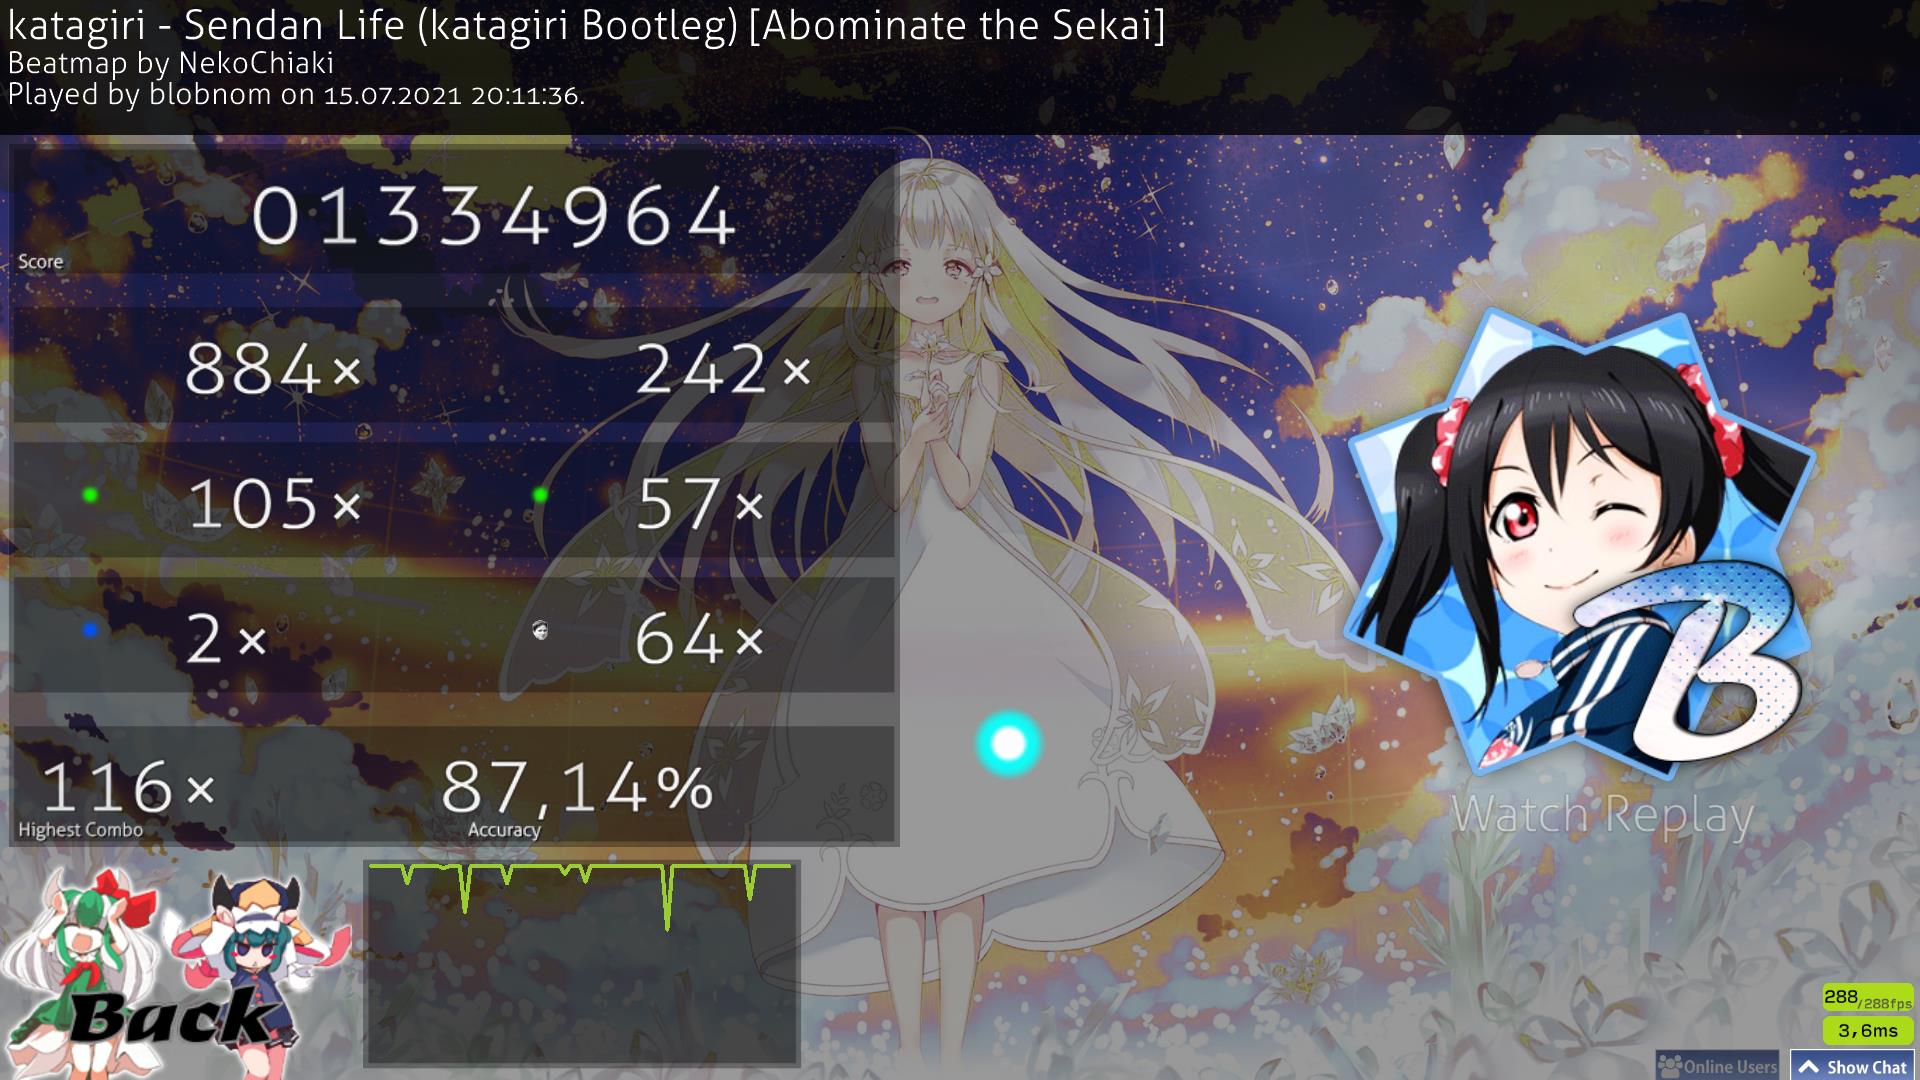 katagiri - Sendan Life (katagiri Bootleg) [Abominate the Sekai]
Beatmap by NekoChiaki
Played by blobnom on 15.07.2021 20:11:36.
01334964
Score
884× 242×
105× 57×
2× 64×
116× 87,14%
Highest Combo Accuracy
B
Watch Replay
Back
288/288fps
3,6ms
Online Users Show Chat